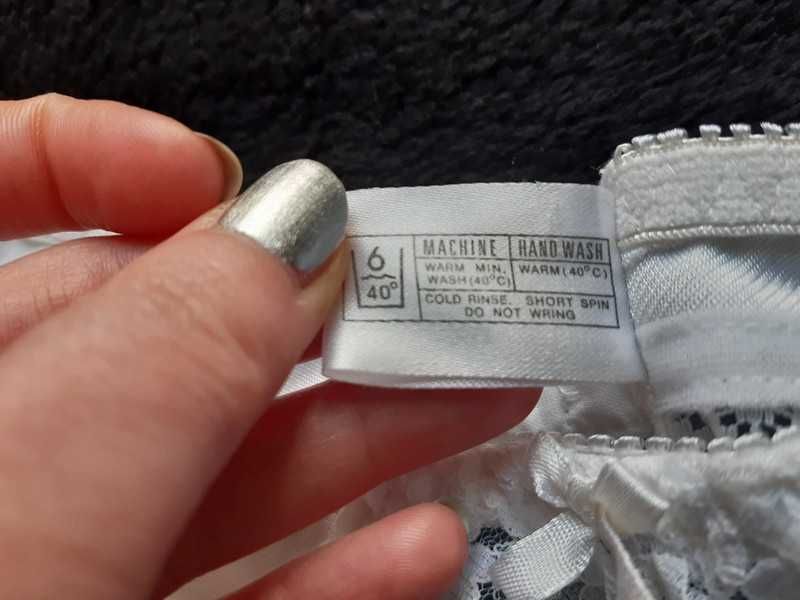 6
40°
MACHINE
WARM MIN.
WASH (40°C)
HAND WASH
WARM (40°C)
COLD RINSE. SHORT SPIN
DO NOT WRING